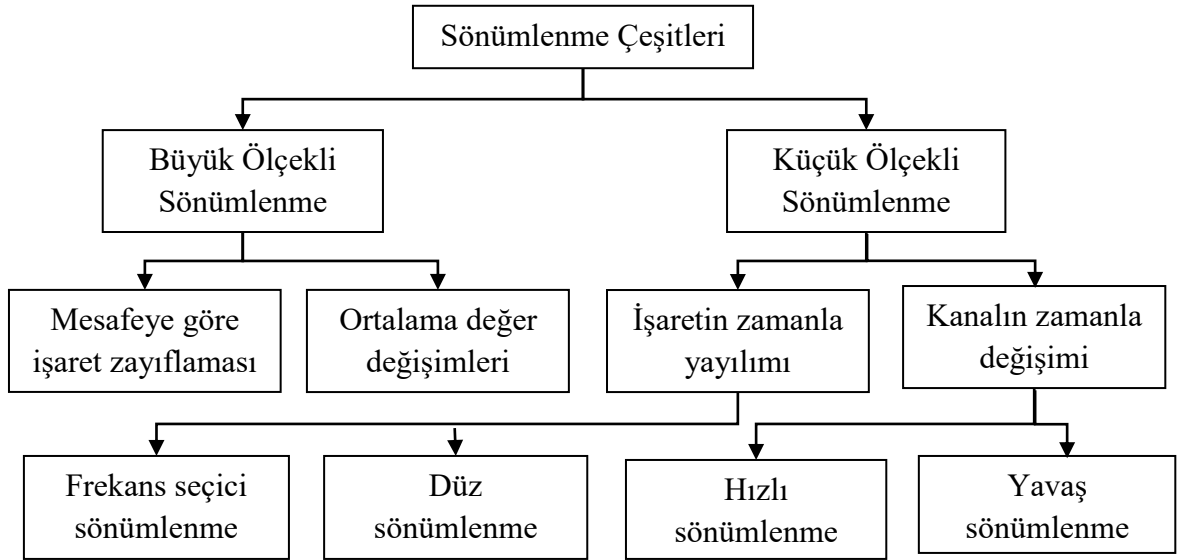 Sönümlenme Çeşitleri
Büyük Ölçekli
Sönümlenme
Küçük Ölçekli
Sönümlenme
Mesafeye göre
işaret zayıflaması
Ortalama değer
değişimleri
İşaretin zamanla
yayılımı
Kanalın zamanla
değişimi
Frekans seçici
sönümlenme
Düz
sönümlenme
Hızlı
sönümlenme
Yavaş
sönümlenme